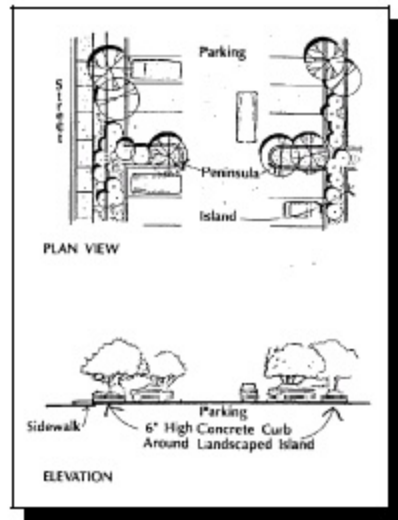 Parking
Street
Peninsula
Island
PLAN VIEW
Parking
Sidewalk
6" High Concrete Curb
Around Landscaped Island
ELEVATION